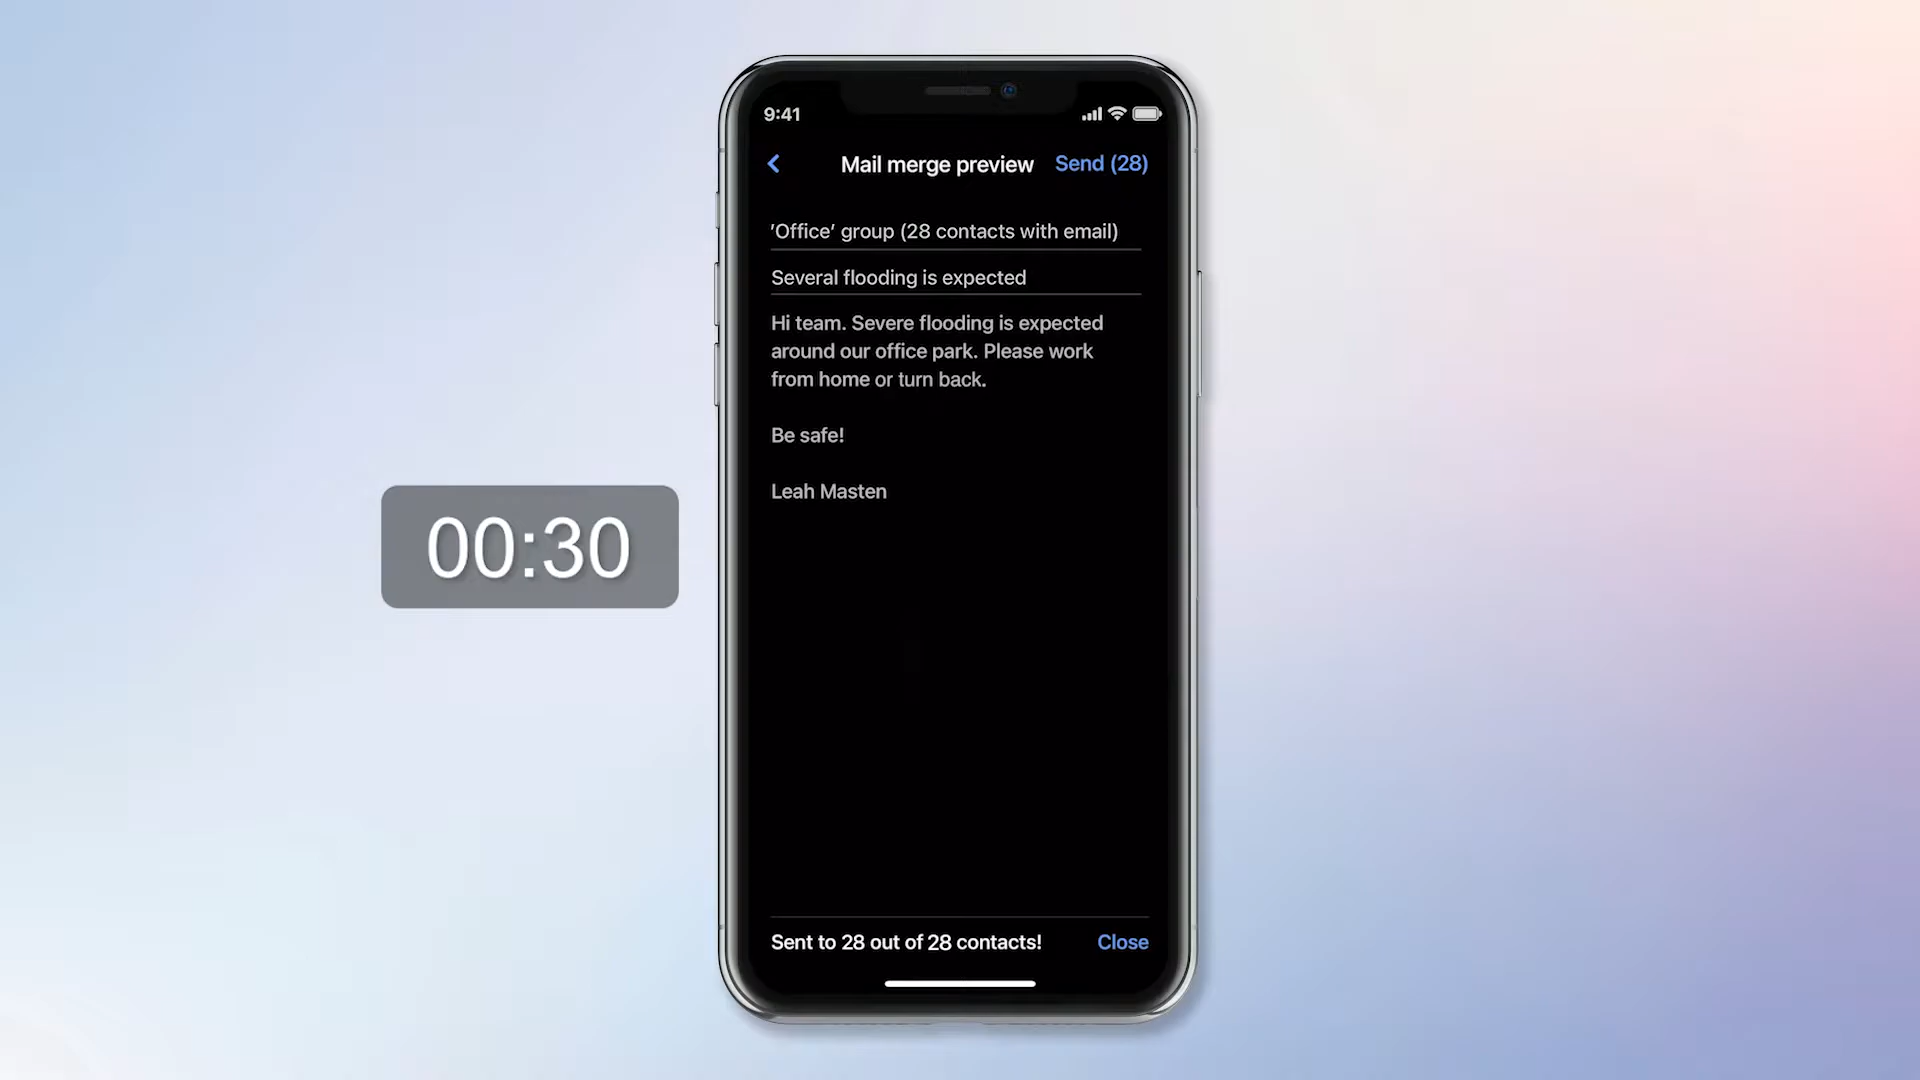 9:41
Mail merge preview Send (28)
'Office' group (28 contacts with email)
Several flooding is expected
Hi team. Severe flooding is expected
around our office park. Please work
from home or turn back.
Be safe!
Leah Masten
00:30
Sent to 28 out of 28 contacts! Close